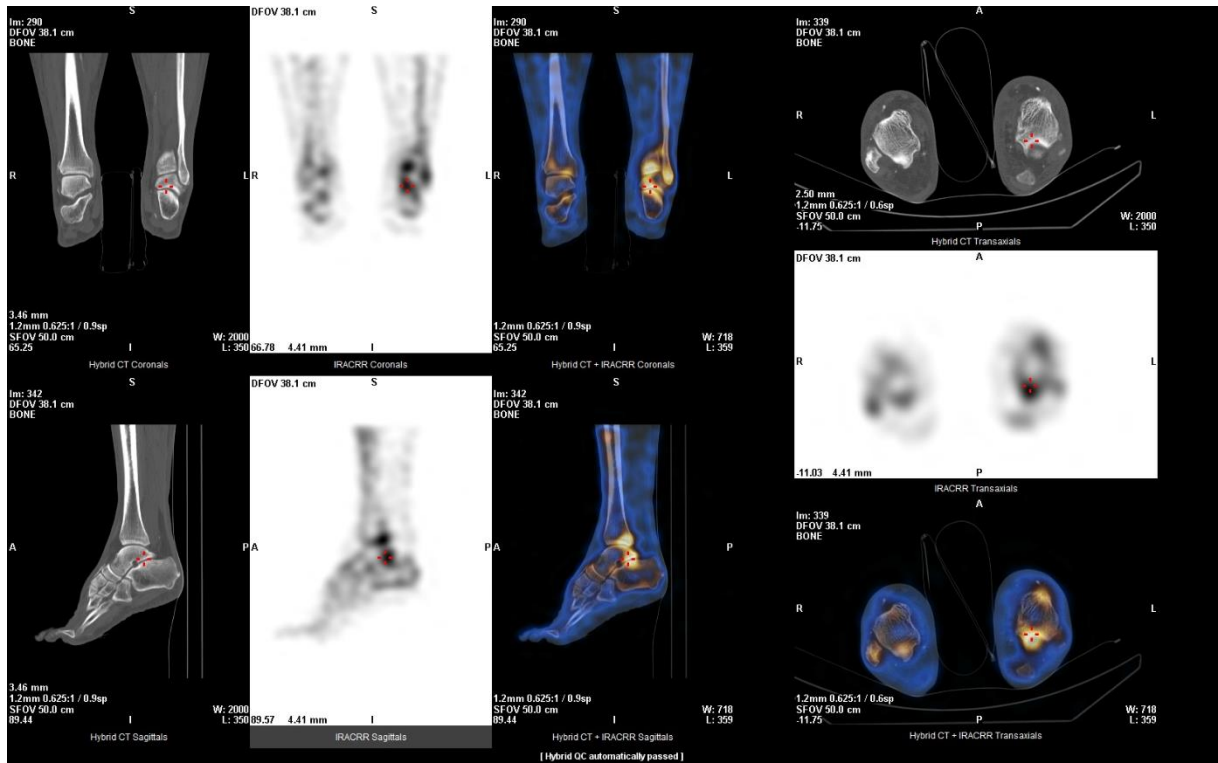 S
Im: 290
DFOV 38.1 cm
BONE
R
L
3.46 mm
1.2mm 0.625:1 / 0.9sp
SFOV 50.0 cm
65.25
W: 2000
L: 350
I
Hybrid CT Coronals
DFOV 38.1 cm
S
R
L
66.78 4.41 mm
I
IRACRR Coronals
S
Im: 290
DFOV 38.1 cm
BONE
R
L
1.2mm 0.625:1 / 0.9sp
SFOV 50.0 cm
65.25
W: 718
L: 359
I
Hybrid CT + IRACRR Coronals
A
Im: 339
DFOV 38.1 cm
BONE
R
L
2.50 mm
1.2mm 0.625:1 / 0.6sp
SFOV 50.0 cm
-11.75
P
W: 2000
L: 350
Hybrid CT Transaxials
DFOV 38.1 cm
A
R
L
-11.03 4.41 mm
P
IRACRR Transaxials
S
Im: 342
DFOV 38.1 cm
BONE
A
P
3.46 mm
1.2mm 0.625:1 / 0.9sp
SFOV 50.0 cm
89.44
W: 2000
L: 350
I
Hybrid CT Sagittals
DFOV 38.1 cm
S
A
P
89.57 4.41 mm
I
IRACRR Sagittals
S
Im: 342
DFOV 38.1 cm
BONE
A
P
1.2mm 0.625:1 / 0.9sp
SFOV 50.0 cm
89.44
W: 718
L: 359
I
Hybrid CT + IRACRR Sagittals
A
Im: 339
DFOV 38.1 cm
BONE
R
L
1.2mm 0.625:1 / 0.6sp
SFOV 50.0 cm
-11.75
P
W: 718
L: 359
Hybrid CT + IRACRR Transaxials
[ Hybrid QC automatically passed ]